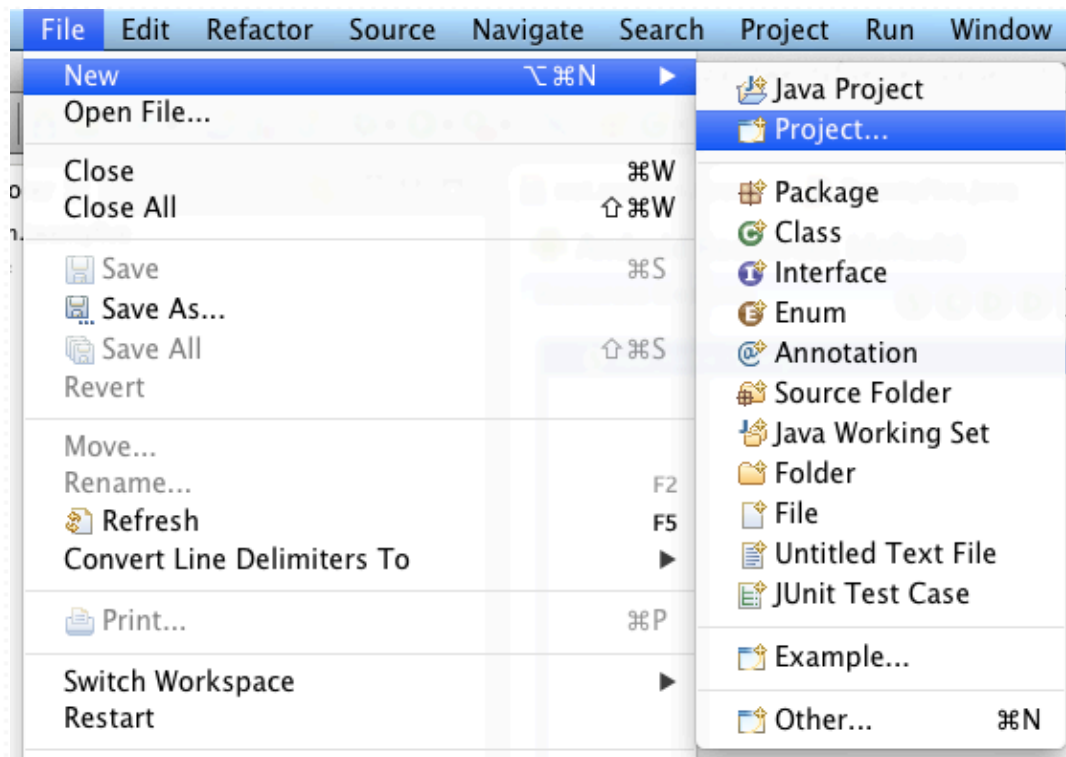 File Edit Refactor Source Navigate Search Project Run Window
New ⌥⌘N ▶
Open File...
Close ⌘W
Close All ⇧⌘W
Save ⌘S
Save As...
Save All ⇧⌘S
Revert
Move...
Rename... F2
Refresh F5
Convert Line Delimiters To ▶
Print... ⌘P
Switch Workspace ▶
Restart
Java Project
Project...
Package
Class
Interface
Enum
Annotation
Source Folder
Java Working Set
Folder
File
Untitled Text File
JUnit Test Case
Example...
Other... ⌘N